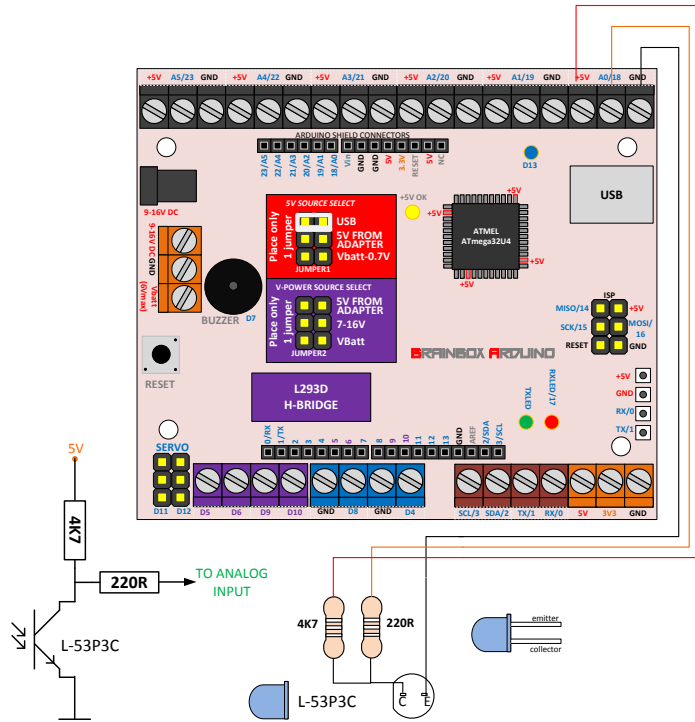 +5V A5/23 GND +5V A4/22 GND +5V A3/21 GND +5V A2/20 GND +5V A1/19 GND +5V A0/18 GND
ARDUINO SHIELD CONNECTORS
23/A5 22/A4 21/A3 20/A2 19/A1 18/A0 Vin GND GND 5V 3.3V RESET 5V NC
D13
9-16V DC
USB
+5V OK
5V SOURCE SELECT
Place only
1 jumper
USB
5V FROM
ADAPTER
Vbatt-0.7V
JUMPER1
V-POWER SOURCE SELECT
Place only
1 jumper
5V FROM
ADAPTER
7-16V
VBatt
JUMPER2
+5V
+5V
+5V
+5V
ATMEL
ATmega32U4
9-16V DC
GND
Vbatt
(6Vmax)
BUZZER D7
RESET
ISP
MISO/14 +5V
SCK/15 MOSI/
16
RESET GND
BRAINBOX ARDUINO
L293D
H-BRIDGE
TXLED
RXLED/17
+5V
GND
RX/0
TX/1
0/RX 1/TX 2 3 4 5 6 7 8 9 10 11 12 13 GND AREF 2/SDA 3/SCL
SERVO
D11 D12
D5 D6 D9 D10 GND D8 GND D4 SCL/3 SDA/2 TX/1 RX/0 5V 3V3 GND
5V
4K7
220R
TO ANALOG
INPUT
L-53P3C
4K7
220R
L-53P3C
C E
emitter
collector